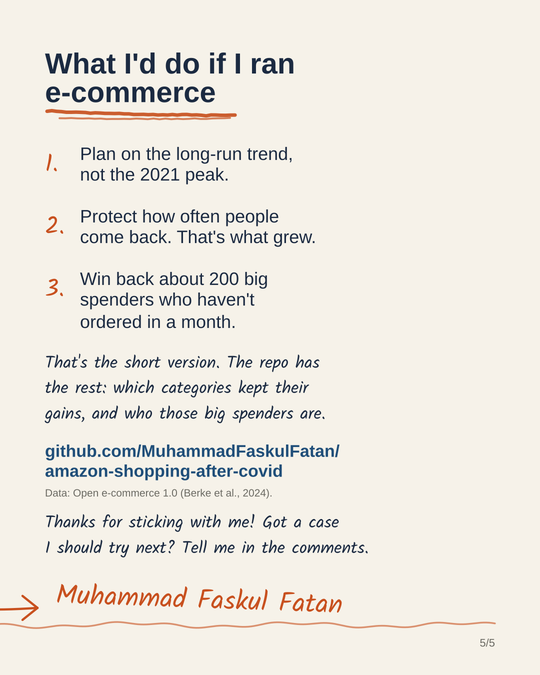 What I'd do if I ran
e-commerce
1. Plan on the long-run trend,
not the 2021 peak.
2. Protect how often people
come back. That's what grew.
3. Win back about 200 big
spenders who haven't
ordered in a month.
That's the short version. The repo has
the rest: which categories kept their
gains, and who those big spenders are.
github.com/MuhammadFaskulFatan/
amazon-shopping-after-covid
Data: Open e-commerce 1.0 (Berke et al., 2024).
Thanks for sticking with me! Got a case
I should try next? Tell me in the comments.
Muhammad Faskul Fatan
5/5